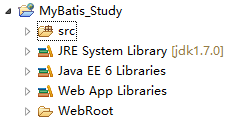 MyBatis_Study
src
JRE System Library [jdk1.7.0]
Java EE 6 Libraries
Web App Libraries
WebRoot